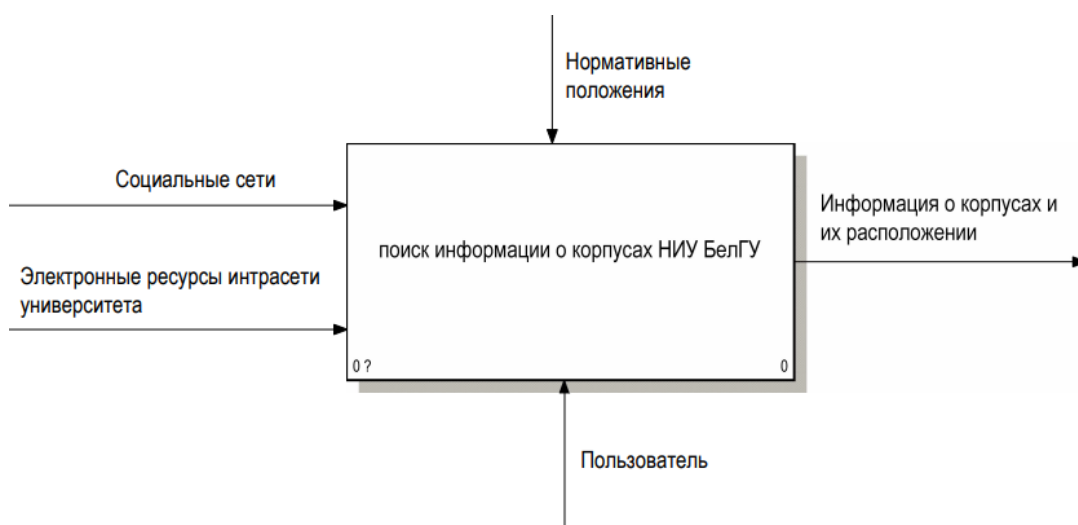 Нормативные
положения
Социальные сети
Информация о корпусах и
их расположении
поиск информации о корпусах НИУ БелГУ
Электронные ресурсы интрасети
университета
0 ?
0
Пользователь